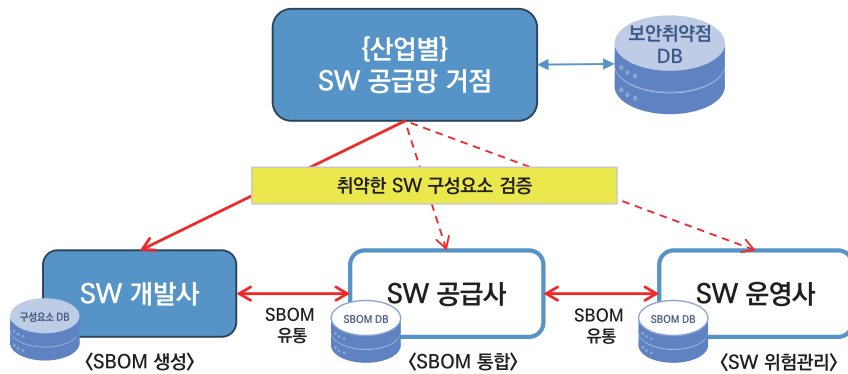 {산업별}
SW 공급망 거점
보안취약점
DB
취약한 SW 구성요소 검증
SW 개발사
SW 공급사
SW 운영사
구성요소 DB
SBOM
유통
SBOM DB
SBOM
유통
SBOM DB
〈SBOM 생성〉
〈SBOM 통합〉
〈SW 위험관리〉